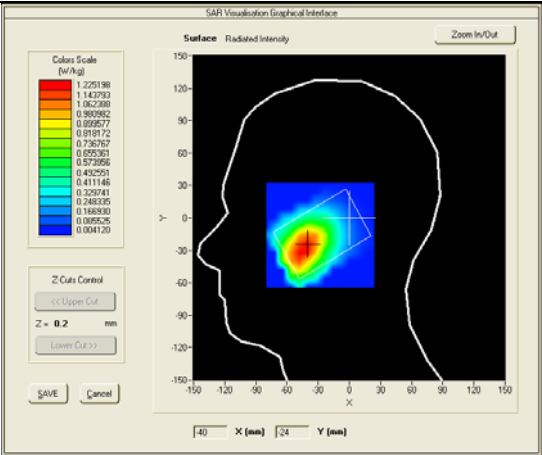 SAR Visualisation Graphical Interface
Surface Radiated Intensity
Zoom In/Out
Colors Scale
(W/kg)
1.225198
1.143793
1.062388
0.980982
0.899577
0.818172
0.736767
0.655361
0.573956
0.492551
0.411146
0.329741
0.248335
0.166930
0.085525
0.004120
Z-Cuts Control
<< Upper Cut
Z = 0.2 mm
Lower Cut >>
SAVE Cancel
150-
120-
90-
60-
30-
Y 0-
-30-
-60-
-90-
-120-
-150-
-150 -120 -90 -60 -30 0 30 60 90 120 150
X
-40 X (mm) -24 Y (mm)